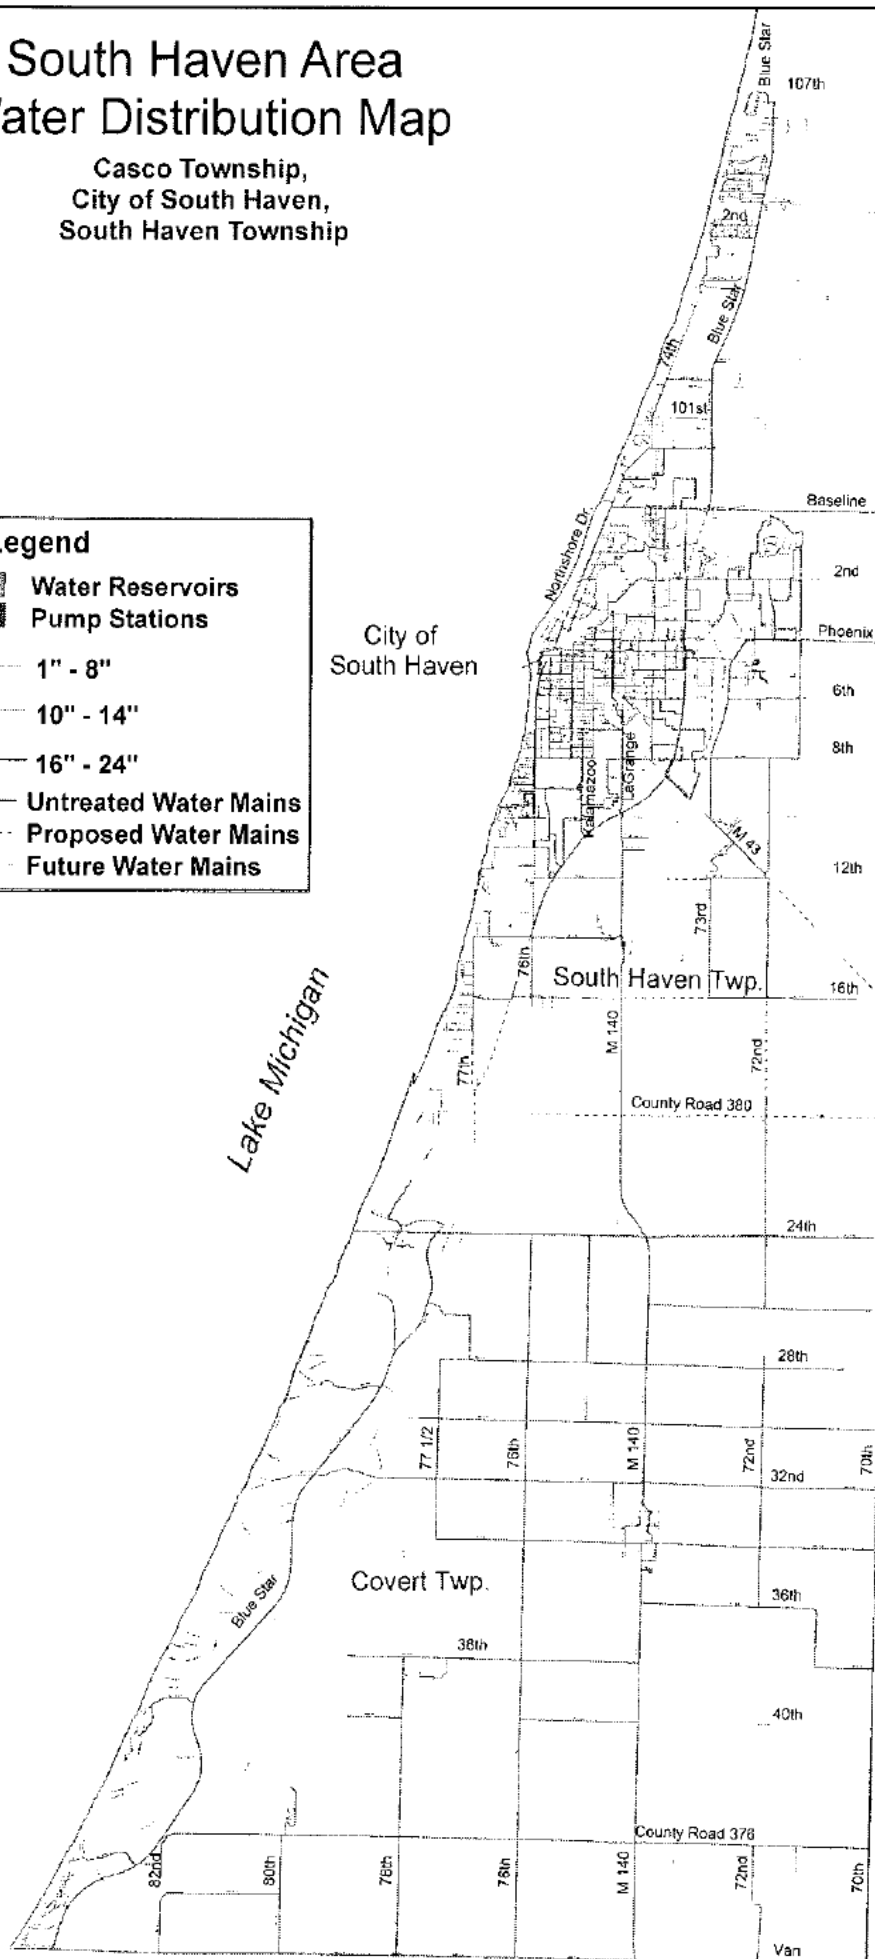 South Haven Area
ater Distribution Map
Casco Township,
City of South Haven,
South Haven Township
Blue Star
107th
2nd
Blue Star
74th
101st
Baseline
Northshore Dr
2nd
egend
Water Reservoirs
Pump Stations
1" - 8"
10" - 14"
16" - 24"
Untreated Water Mains
Proposed Water Mains
Future Water Mains
City of
South Haven
Phoenix
6th
8th
Kalamazoo
LaGrange
M 43
12th
73rd
76th
South Haven Twp.
16th
M 140
72nd
77th
Lake Michigan
County Road 380
24th
28th
77 1/2
76th
M 140
72nd
70th
32nd
Covert Twp.
Blue Star
36th
38th
40th
County Road 376
82nd
80th
78th
76th
M 140
72nd
70th
Van